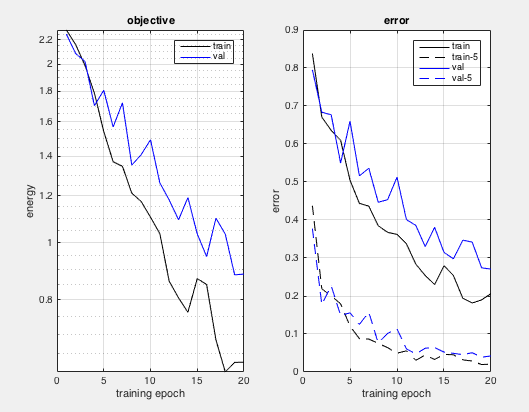 objective
2.2
2
1.8
1.6
1.4
1.2
1
0.8
energy
0
5
10
15
20
training epoch
train
val
error
0.9
0.8
0.7
0.6
0.5
0.4
0.3
0.2
0.1
0
error
0
5
10
15
20
training epoch
train
train-5
val
val-5